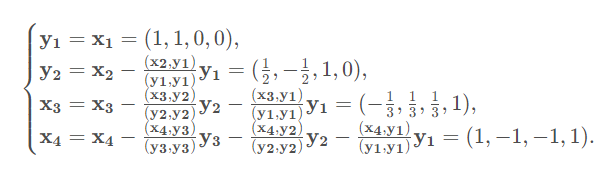 y₁ = x₁ = (1, 1, 0, 0),
y₂ = x₂ − (x₂,y₁)/(y₁,y₁) y₁ = (1/2, −1/2, 1, 0),
x₃ = x₃ − (x₃,y₂)/(y₂,y₂) y₂ − (x₃,y₁)/(y₁,y₁) y₁ = (−1/3, 1/3, 1/3, 1),
x₄ = x₄ − (x₄,y₃)/(y₃,y₃) y₃ − (x₄,y₂)/(y₂,y₂) y₂ − (x₄,y₁)/(y₁,y₁) y₁ = (1, −1, −1, 1).